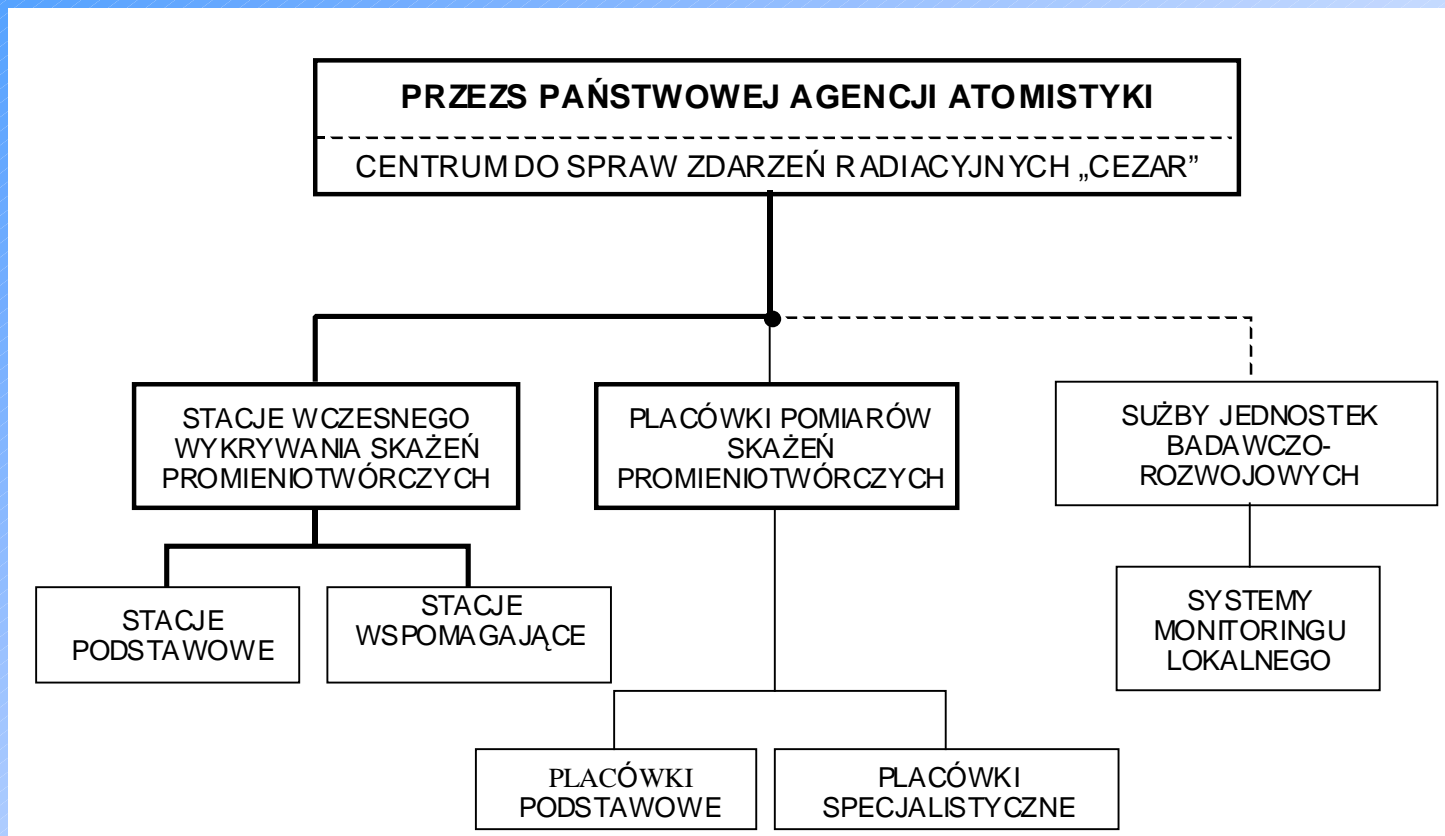 PRZEZS PAŃSTWOWEJ AGENCJI ATOMISTYKI
CENTRUM DO SPRAW ZDARZEŃ RADIACYJNYCH „CEZAR”
STACJE WCZESNEGO
WYKRYWANIA SKAŻEŃ
PROMIENIOTWÓRCZYCH
PLACÓWKI POMIARÓW
SKAŻEŃ
PROMIENIOTWÓRCZYCH
SUŻBY JEDNOSTEK
BADAWCZO-
ROZWOJOWYCH
STACJE
PODSTAWOWE
STACJE
WSPOMAGAJĄCE
SYSTEMY
MONITORINGU
LOKALNEGO
PLACÓWKI
PODSTAWOWE
PLACÓWKI
SPECJALISTYCZNE